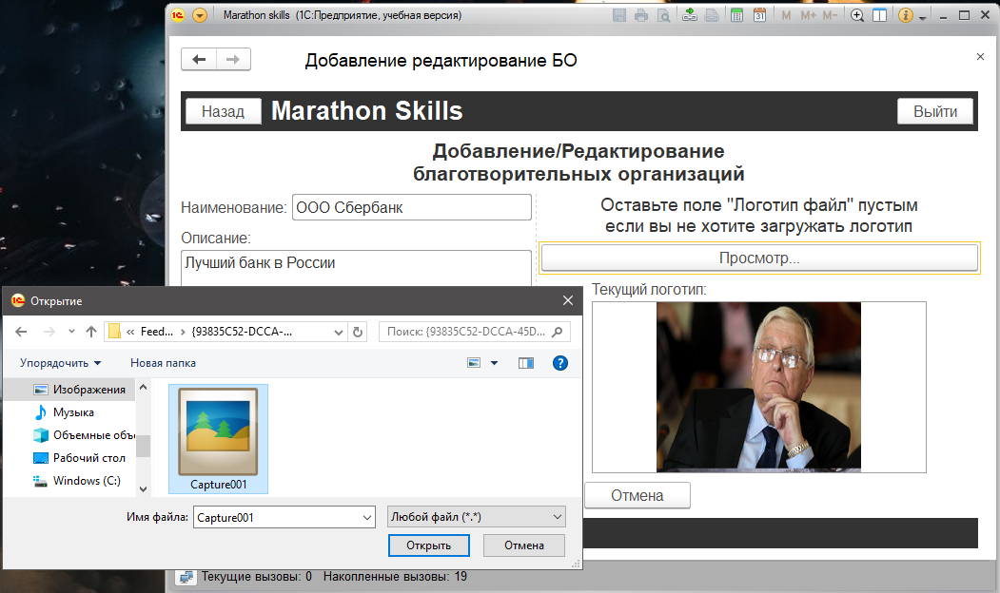 Marathon skills (1С:Предприятие, учебная версия)
31 M M+ M-
Добавление редактирование БО
Назад Marathon Skills Выйти
Добавление/Редактирование
благотворительных организаций
Наименование: ООО Сбербанк
Описание:
Лучший банк в России
Оставьте поле "Логотип файл" пустым
если вы не хотите загружать логотип
Просмотр...
Текущий логотип:
Отмена
Открытие
« Feed... › {93835C52-DCCA-...
Поиск: {93835C52-DCCA-45D...
Упорядочить Новая папка
Изображения
Музыка
Объемные объ
Рабочий стол
Windows (C:)
Capture001
Имя файла: Capture001 Любой файл (*.*)
Открыть Отмена
Текущие вызовы: 0 Накопленные вызовы: 19